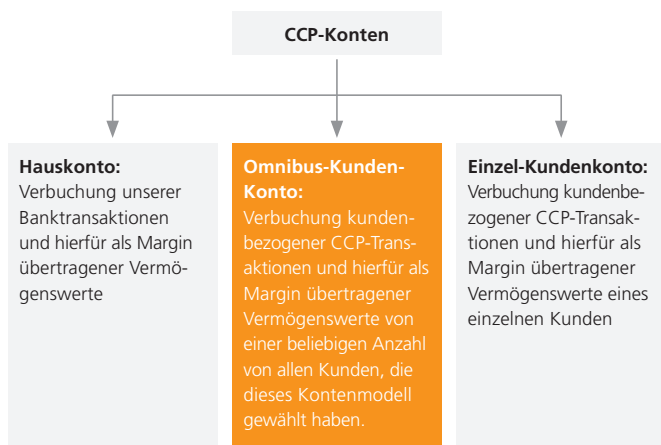 CCP-Konten
Hauskonto:
Verbuchung unserer
Banktransaktionen
und hierfür als Margin
übertragener Vermö-
genswerte
Omnibus-Kunden-
Konto:
Verbuchung kunden-
bezogener CCP-Trans-
aktionen und hierfür als
Margin übertragener
Vermögenswerte von
einer beliebigen Anzahl
von allen Kunden, die
dieses Kontenmodell
gewählt haben.
Einzel-Kundenkonto:
Verbuchung kundenbe-
zogener CCP-Transak-
tionen und hierfür als
Margin übertragener
Vermögenswerte eines
einzelnen Kunden